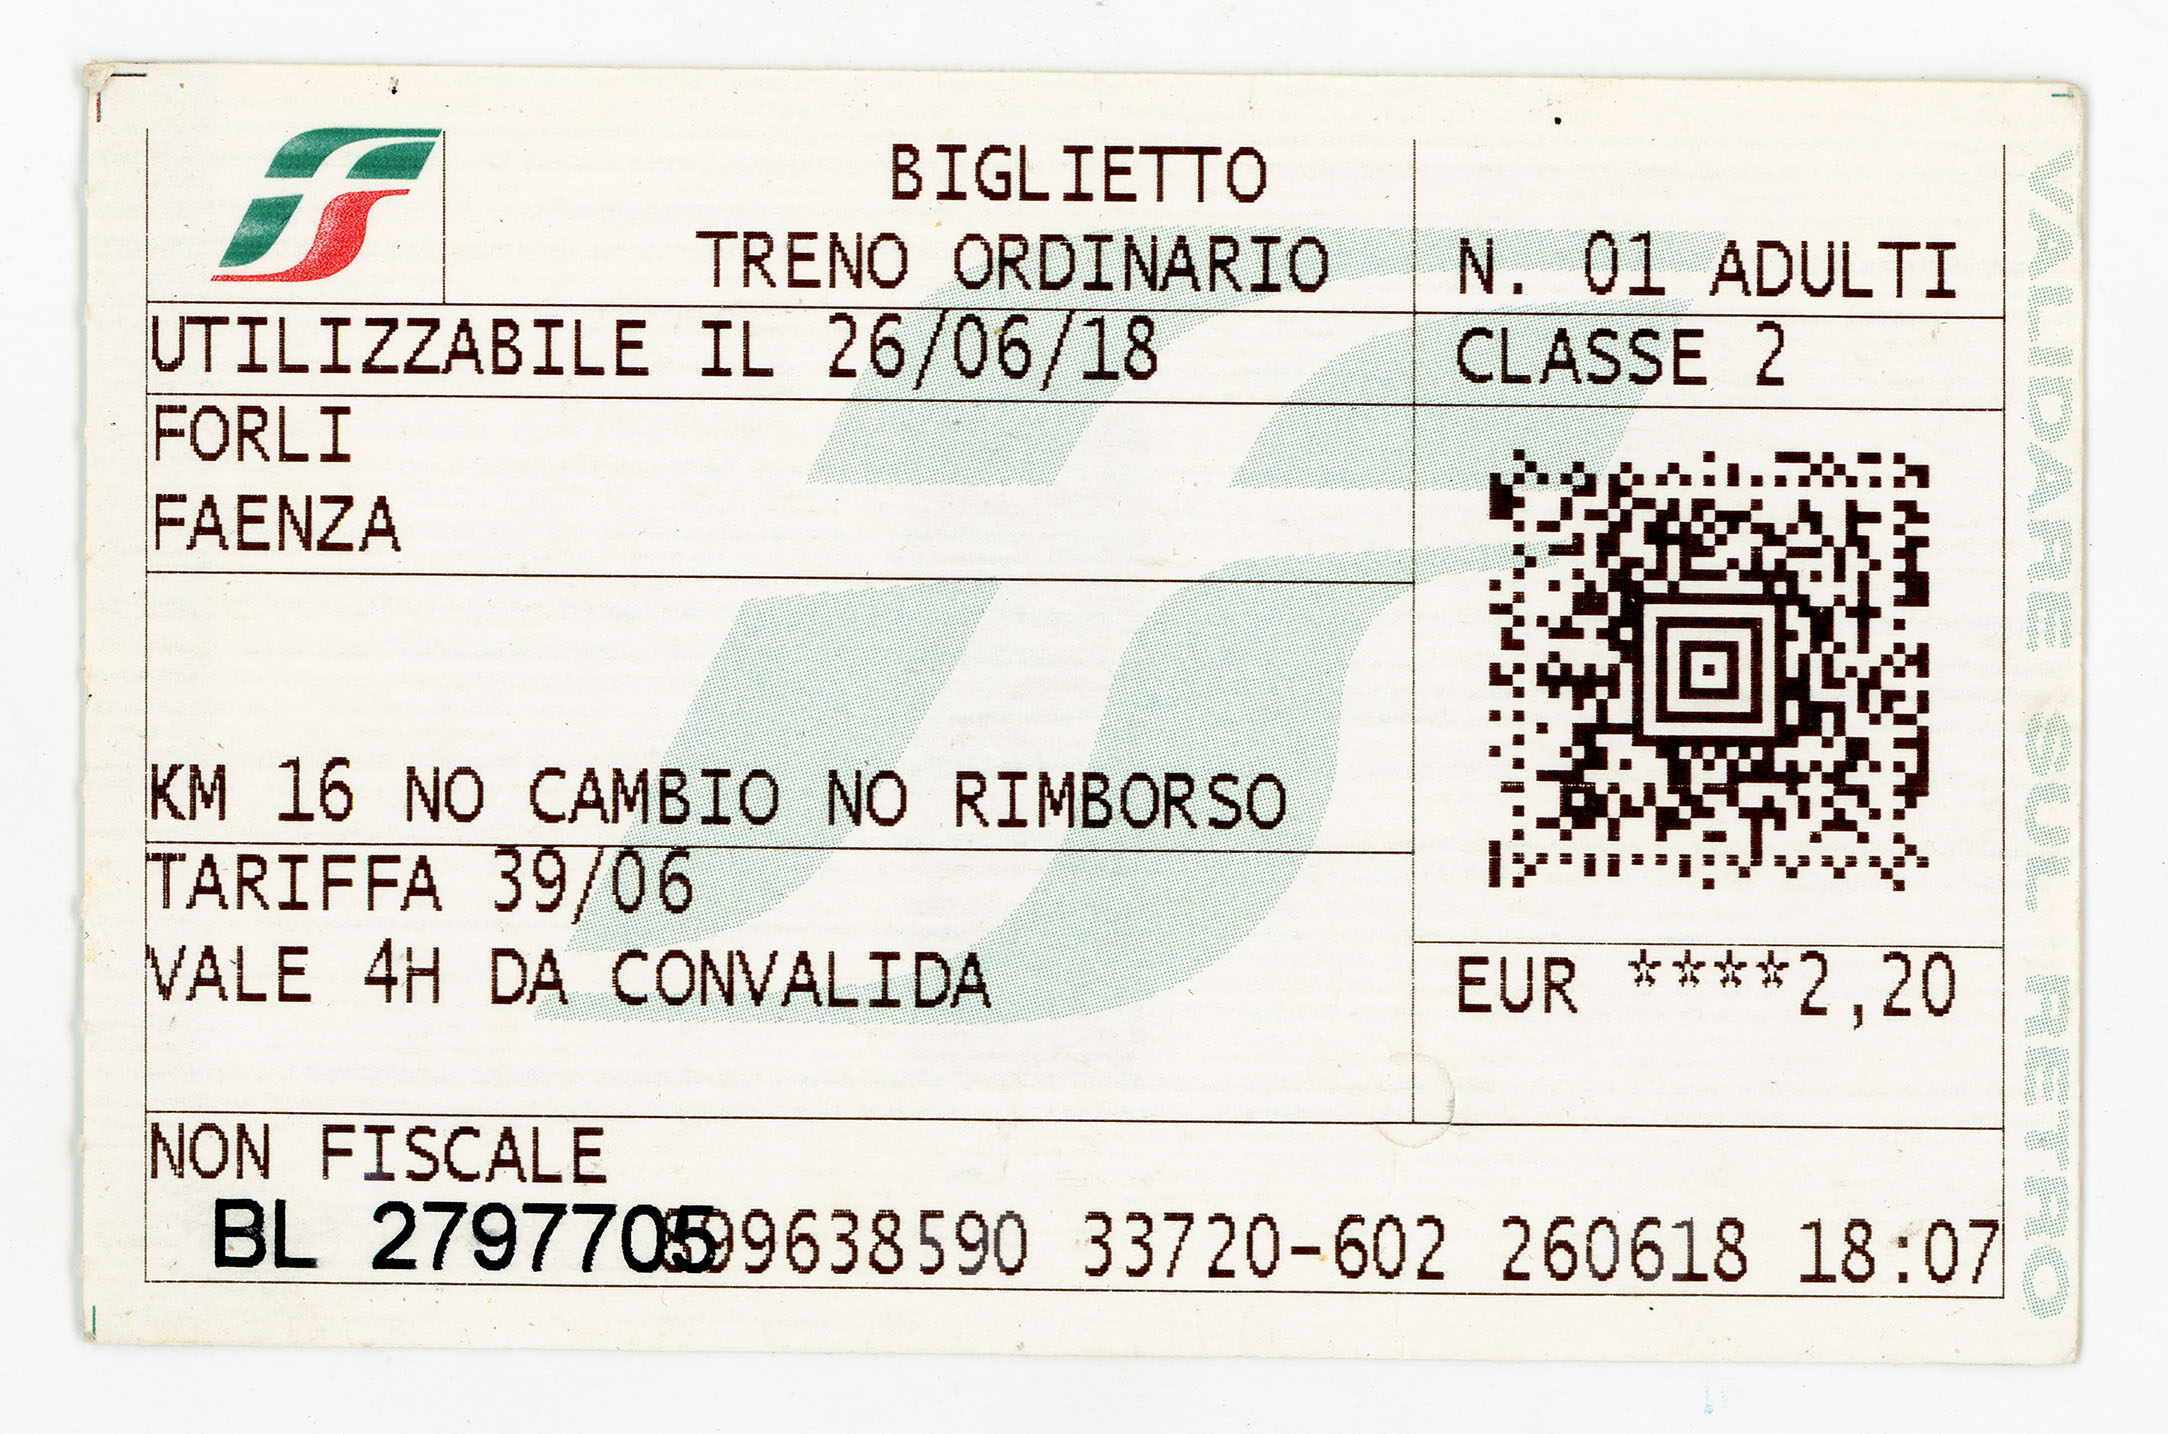 BIGLIETTO
TRENO ORDINARIO
N. 01 ADULTI
UTILIZZABILE IL 26/06/18
CLASSE 2
FORLI
FAENZA
KM 16 NO CAMBIO NO RIMBORSO
TARIFFA 39/06
VALE 4H DA CONVALIDA
EUR ****2,20
NON FISCALE
BL 2797705 33720-602 260618 18:07
VALIDARE SUL RETRO